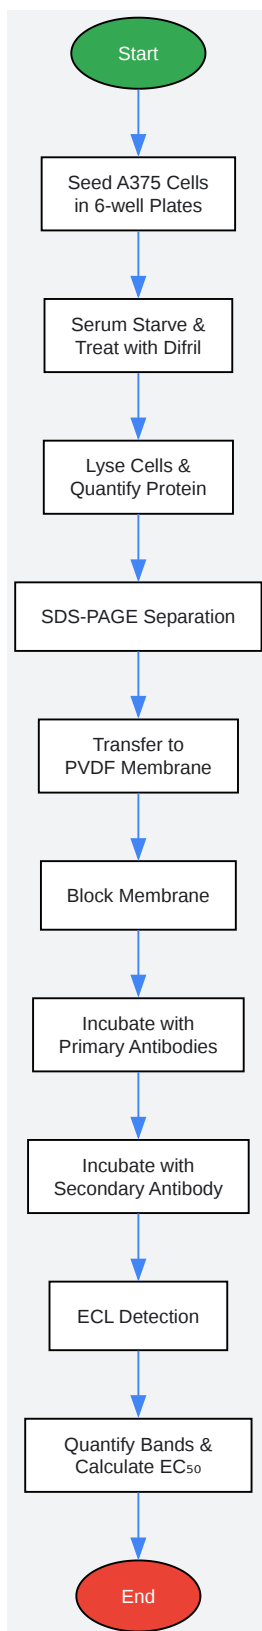 Start
Seed A375 Cells
in 6-well Plates
Serum Starve &
Treat with Difril
Lyse Cells &
Quantify Protein
SDS-PAGE Separation
Transfer to
PVDF Membrane
Block Membrane
Incubate with
Primary Antibodies
Incubate with
Secondary Antibody
ECL Detection
Quantify Bands &
Calculate EC₅₀
End